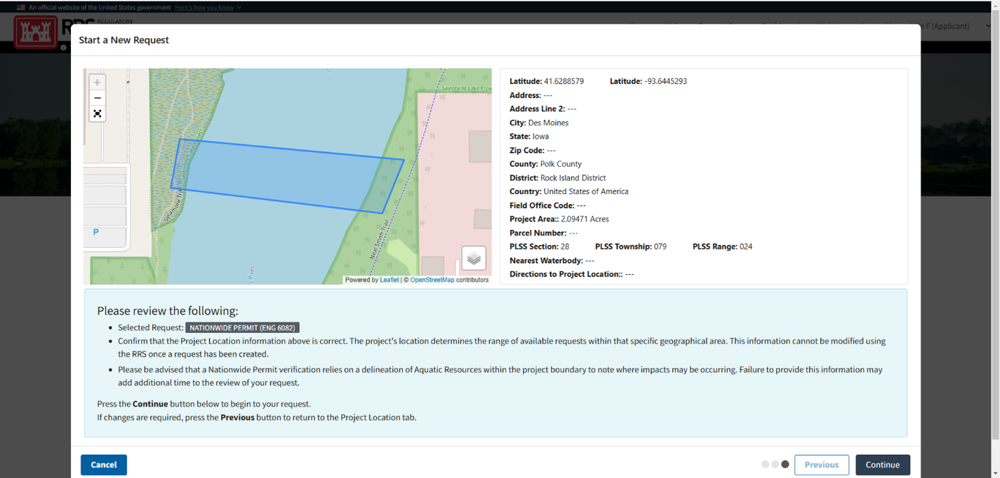 An official website of the United States government Here's how you know
REGULATORY
F (Applicant)
Start a New Request
Saylorville Lake Proj
Saylorville Lake Project
Sycamore Trail
Neal Smith Trail
River
P
Powered by Leaflet | © OpenStreetMap contributors
Latitude: 41.6288579 Latitude: -93.6445293
Address: ---
Address Line 2: ---
City: Des Moines
State: Iowa
Zip Code: ---
County: Polk County
District: Rock Island District
Country: United States of America
Field Office Code: ---
Project Area:: 2.09471 Acres
Parcel Number: ---
PLSS Section: 28 PLSS Township: 079 PLSS Range: 024
Nearest Waterbody: ---
Directions to Project Location:: ---
Please review the following:
• Selected Request: NATIONWIDE PERMIT (ENG 6082)
• Confirm that the Project Location information above is correct. The project's location determines the range of available requests within that specific geographical area. This information cannot be modified using
the RRS once a request has been created.
• Please be advised that a Nationwide Permit verification relies on a delineation of Aquatic Resources within the project boundary to note where impacts may be occurring. Failure to provide this information may
add additional time to the review of your request.
Press the Continue button below to begin to your request.
If changes are required, press the Previous button to return to the Project Location tab.
Cancel
Previous
Continue